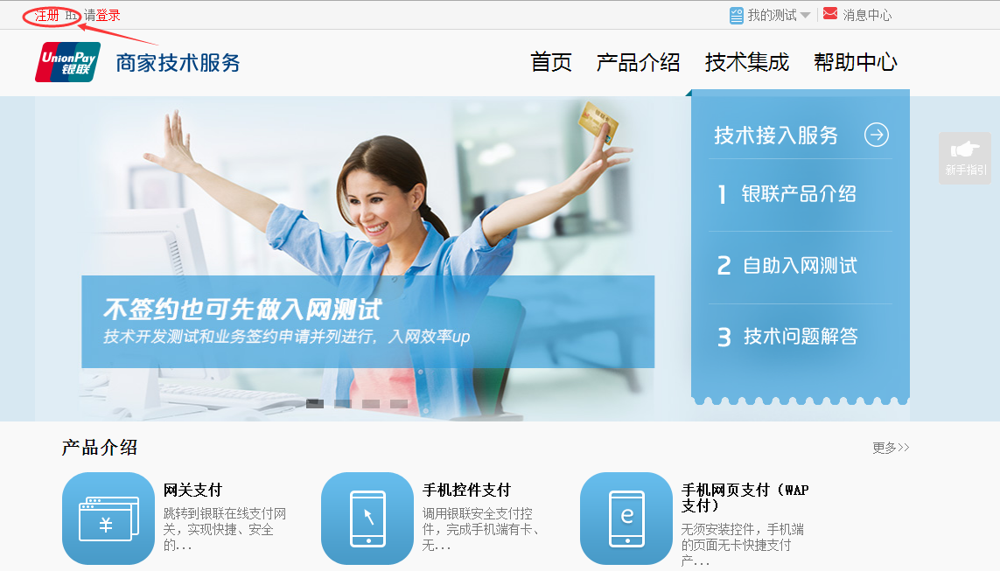 注册 Hi 请登录
我的测试 消息中心
UnionPay
银联
商家技术服务
首页 产品介绍 技术集成 帮助中心
技术接入服务
1 银联产品介绍
2 自助入网测试
3 技术问题解答
新手指引
不签约也可先做入网测试
技术开发测试和业务签约申请并列进行，入网效率up
产品介绍
更多>>
网关支付
跳转到银联在线支付网
关，实现快捷、安全
的...
手机控件支付
调用银联安全支付控
件，完成手机端有卡、
无...
手机网页支付（WAP
支付）
无须安装控件，手机端
的页面无卡快捷支付
产...